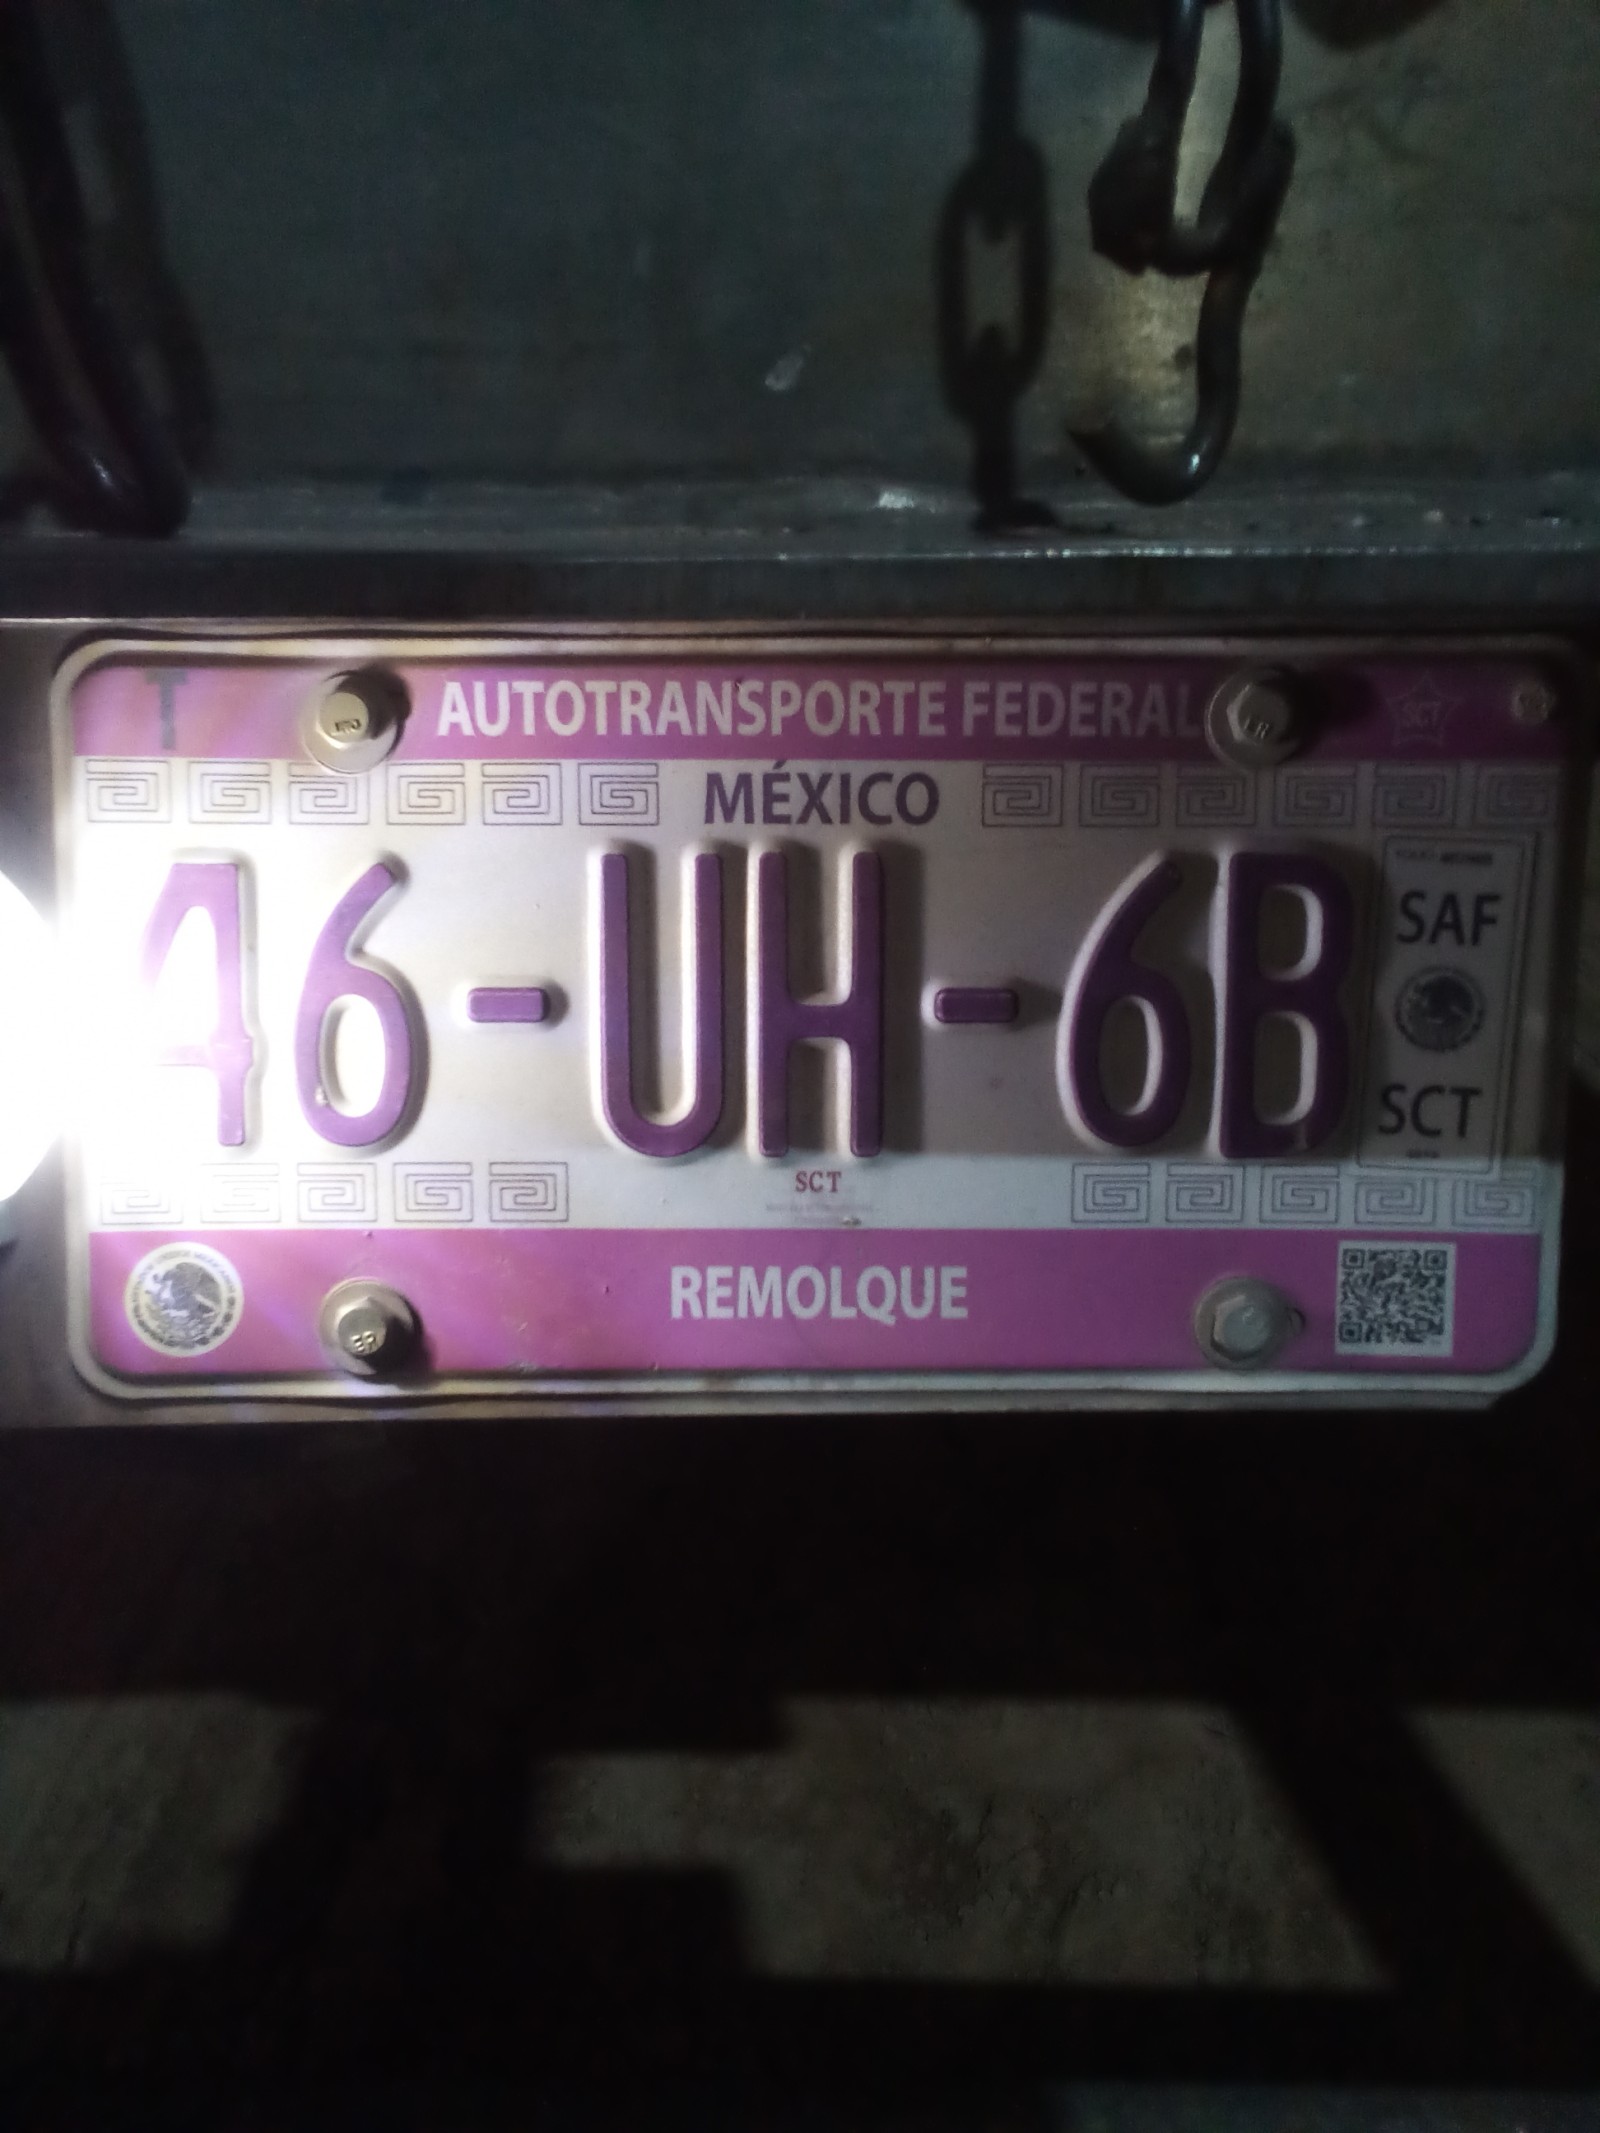 T AUTOTRANSPORTE FEDERAL SCT
MÉXICO
46-UH-6B
SAF
SCT
SCT
REMOLQUE